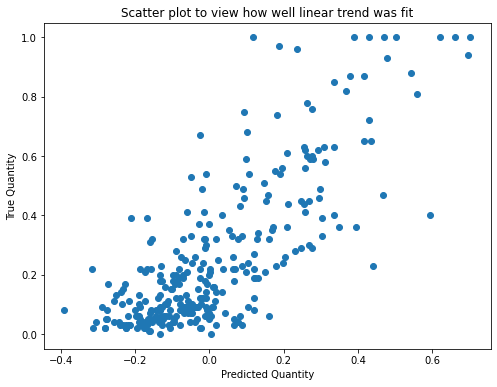 Scatter plot to view how well linear trend was fit
1.0
0.8
0.6
0.4
0.2
0.0
True Quantity
−0.4 −0.2 0.0 0.2 0.4 0.6
Predicted Quantity